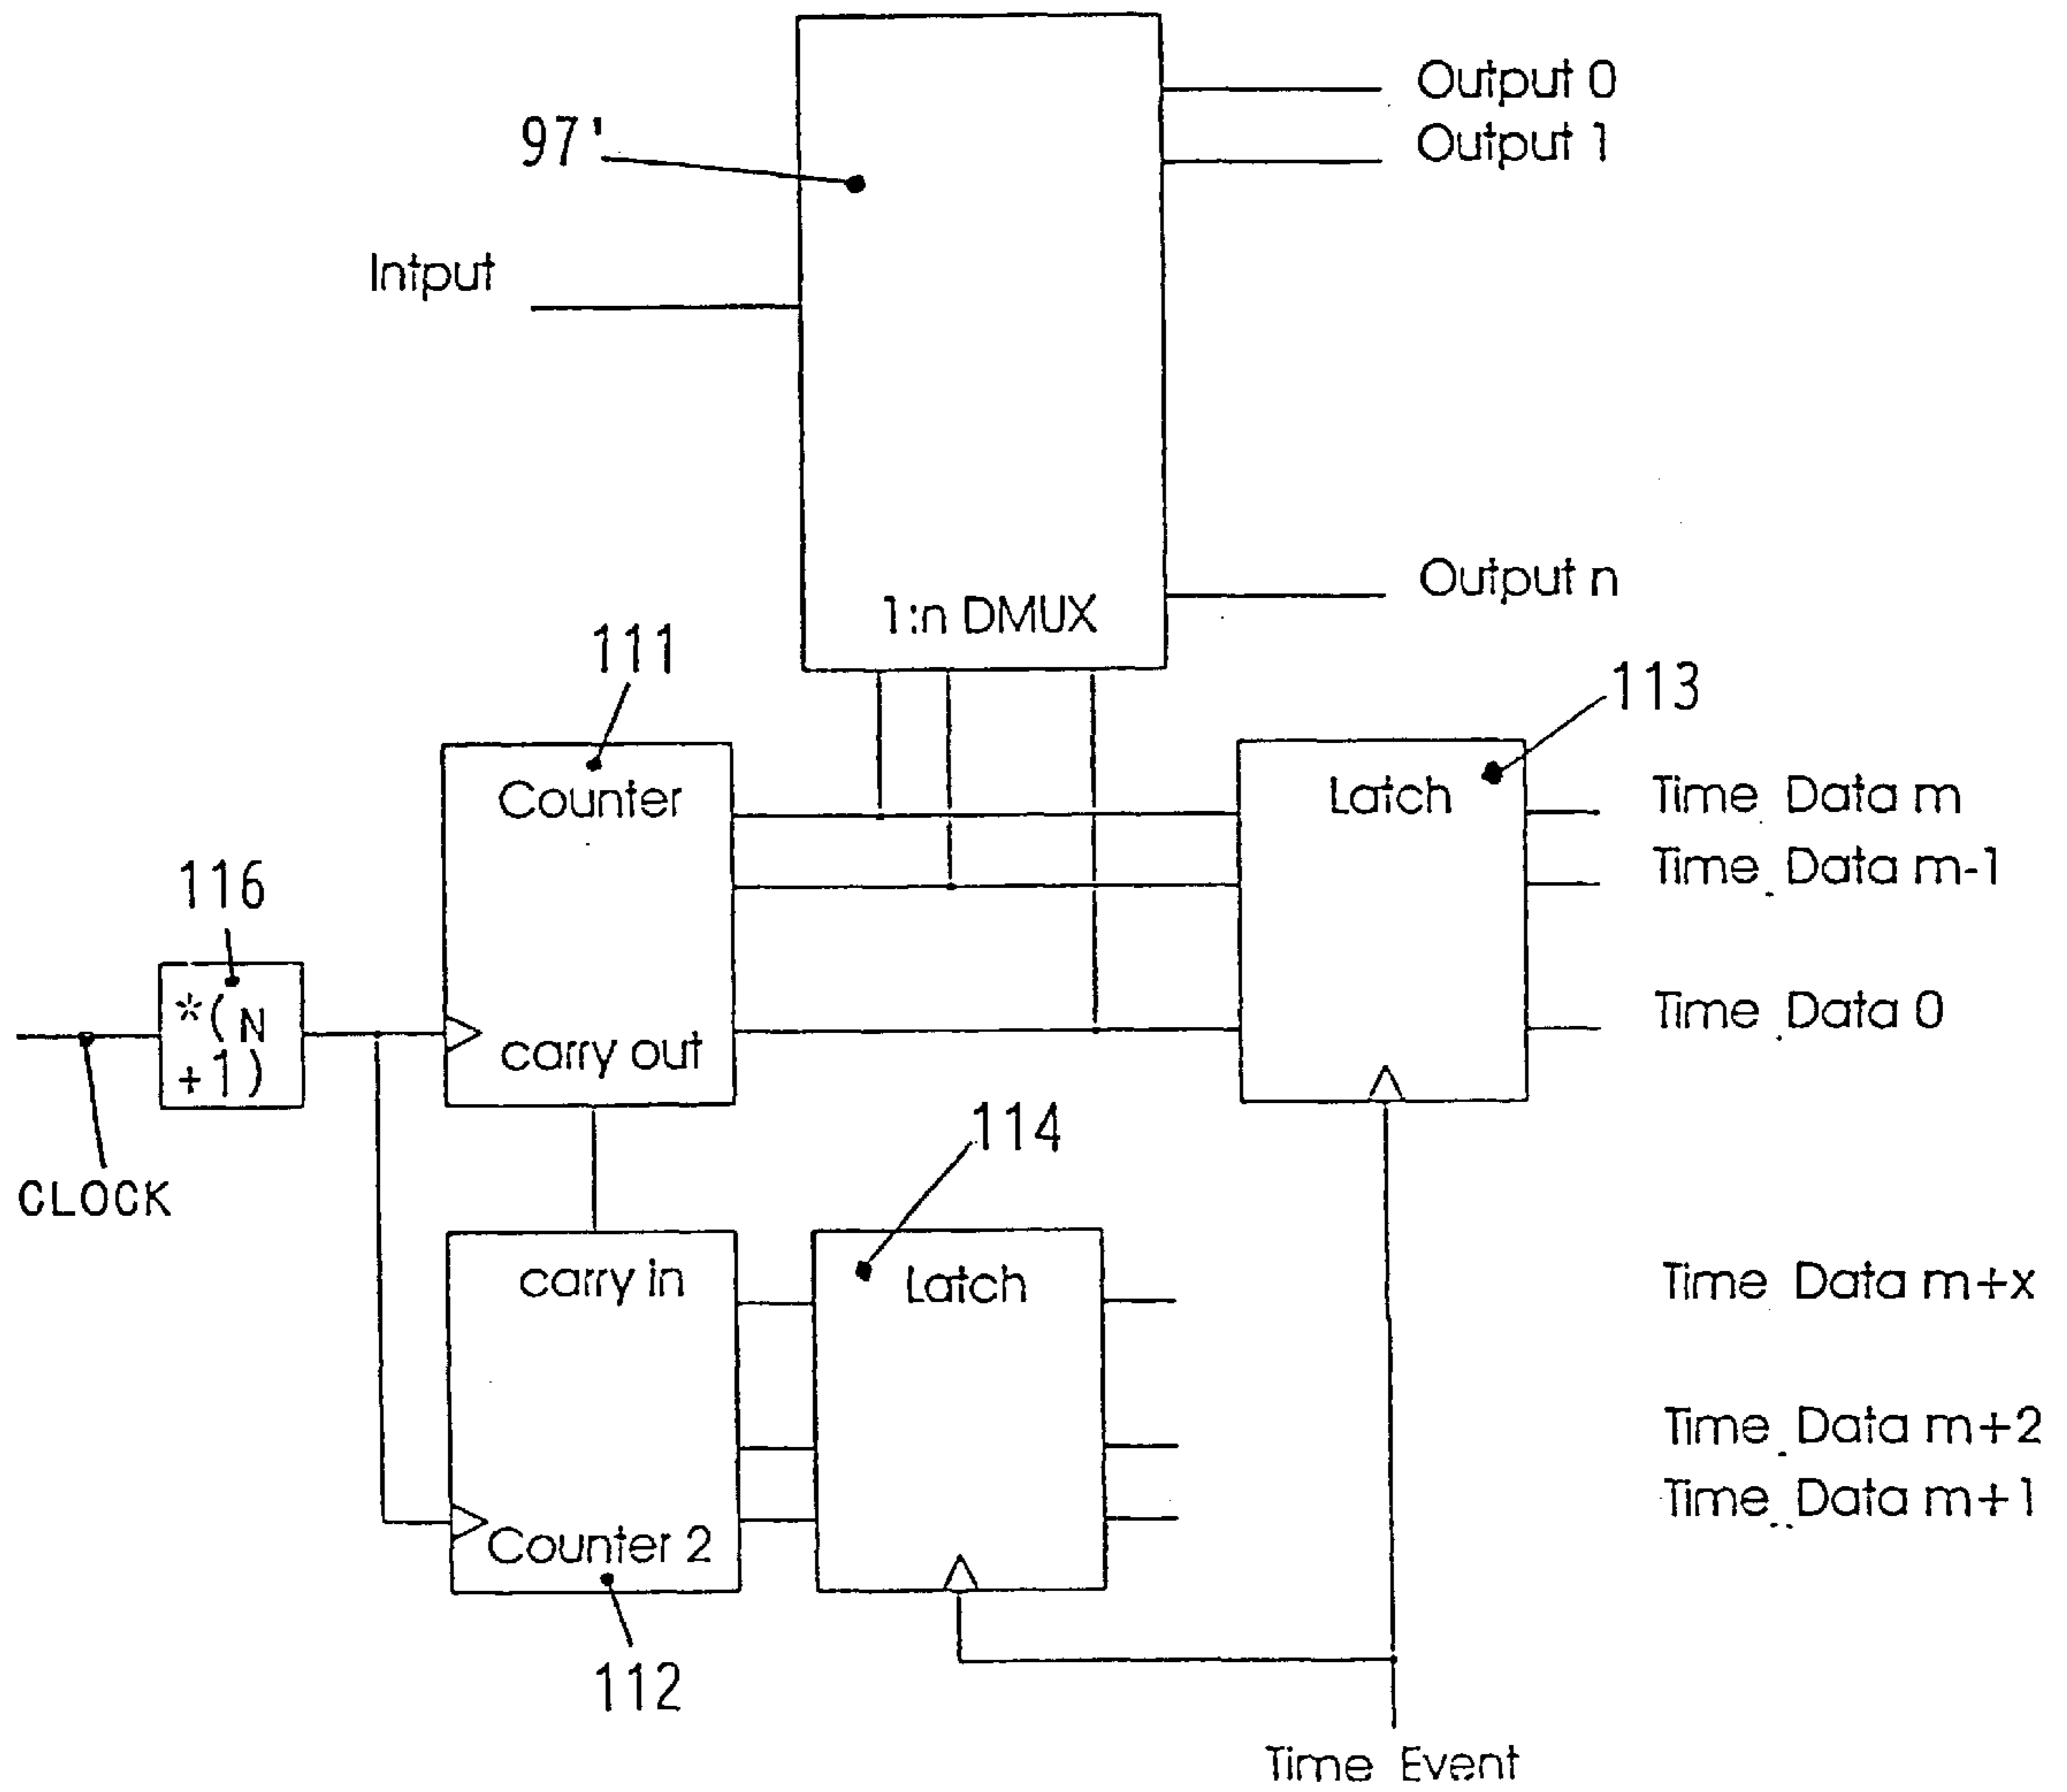 Output 0
97'
Output 1
Intput
Output n
1:n DMUX
111
113
Counter
Latch
Time Data m
Time Data m-1
116
*(N
+1)
Time Data 0
carry out
114
CLOCK
carry in
Latch
Time Data m+x
Time Data m+2
Time Data m+1
Counter 2
112
Time Event